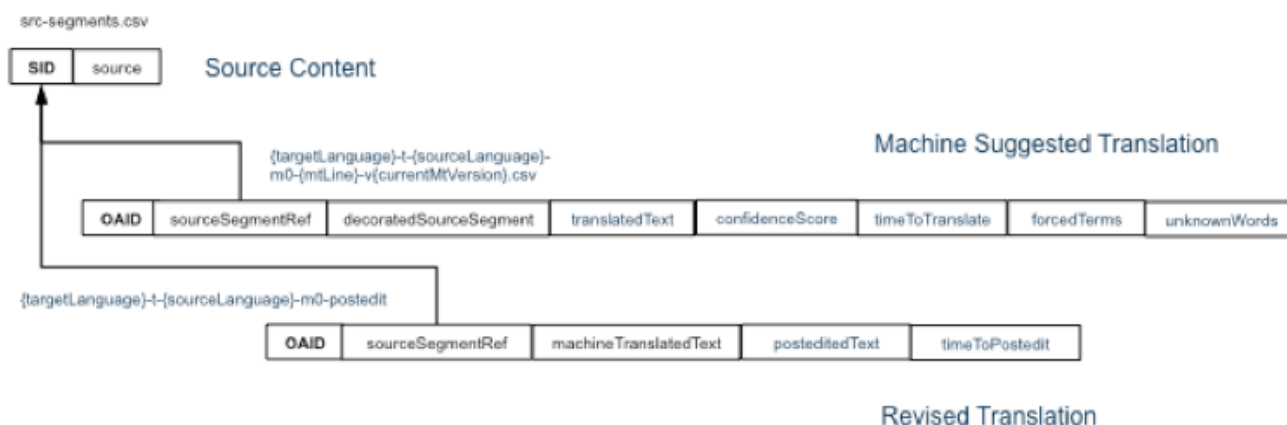 src-segments.csv
SID source Source Content
Machine Suggested Translation
{targetLanguage}-t-{sourceLanguage}-
m0-{mtLine}-v{currentMtVersion}.csv
OAID sourceSegmentRef decoratedSourceSegment translatedText confidenceScore timeToTranslate forcedTerms unknownWords
{targetLanguage}-t-{sourceLanguage}-m0-postedit
OAID sourceSegmentRef machineTranslatedText posteditedText timeToPostedit
Revised Translation